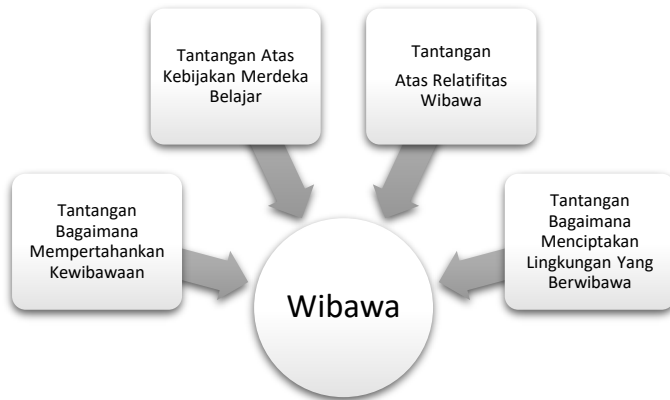 Tantangan Atas
Kebijakan Merdeka
Belajar
Tantangan
Atas Relatifitas
Wibawa
Tantangan
Bagaimana
Mempertahankan
Kewibawaan
Tantangan
Bagaimana
Menciptakan
Lingkungan Yang
Berwibawa
Wibawa